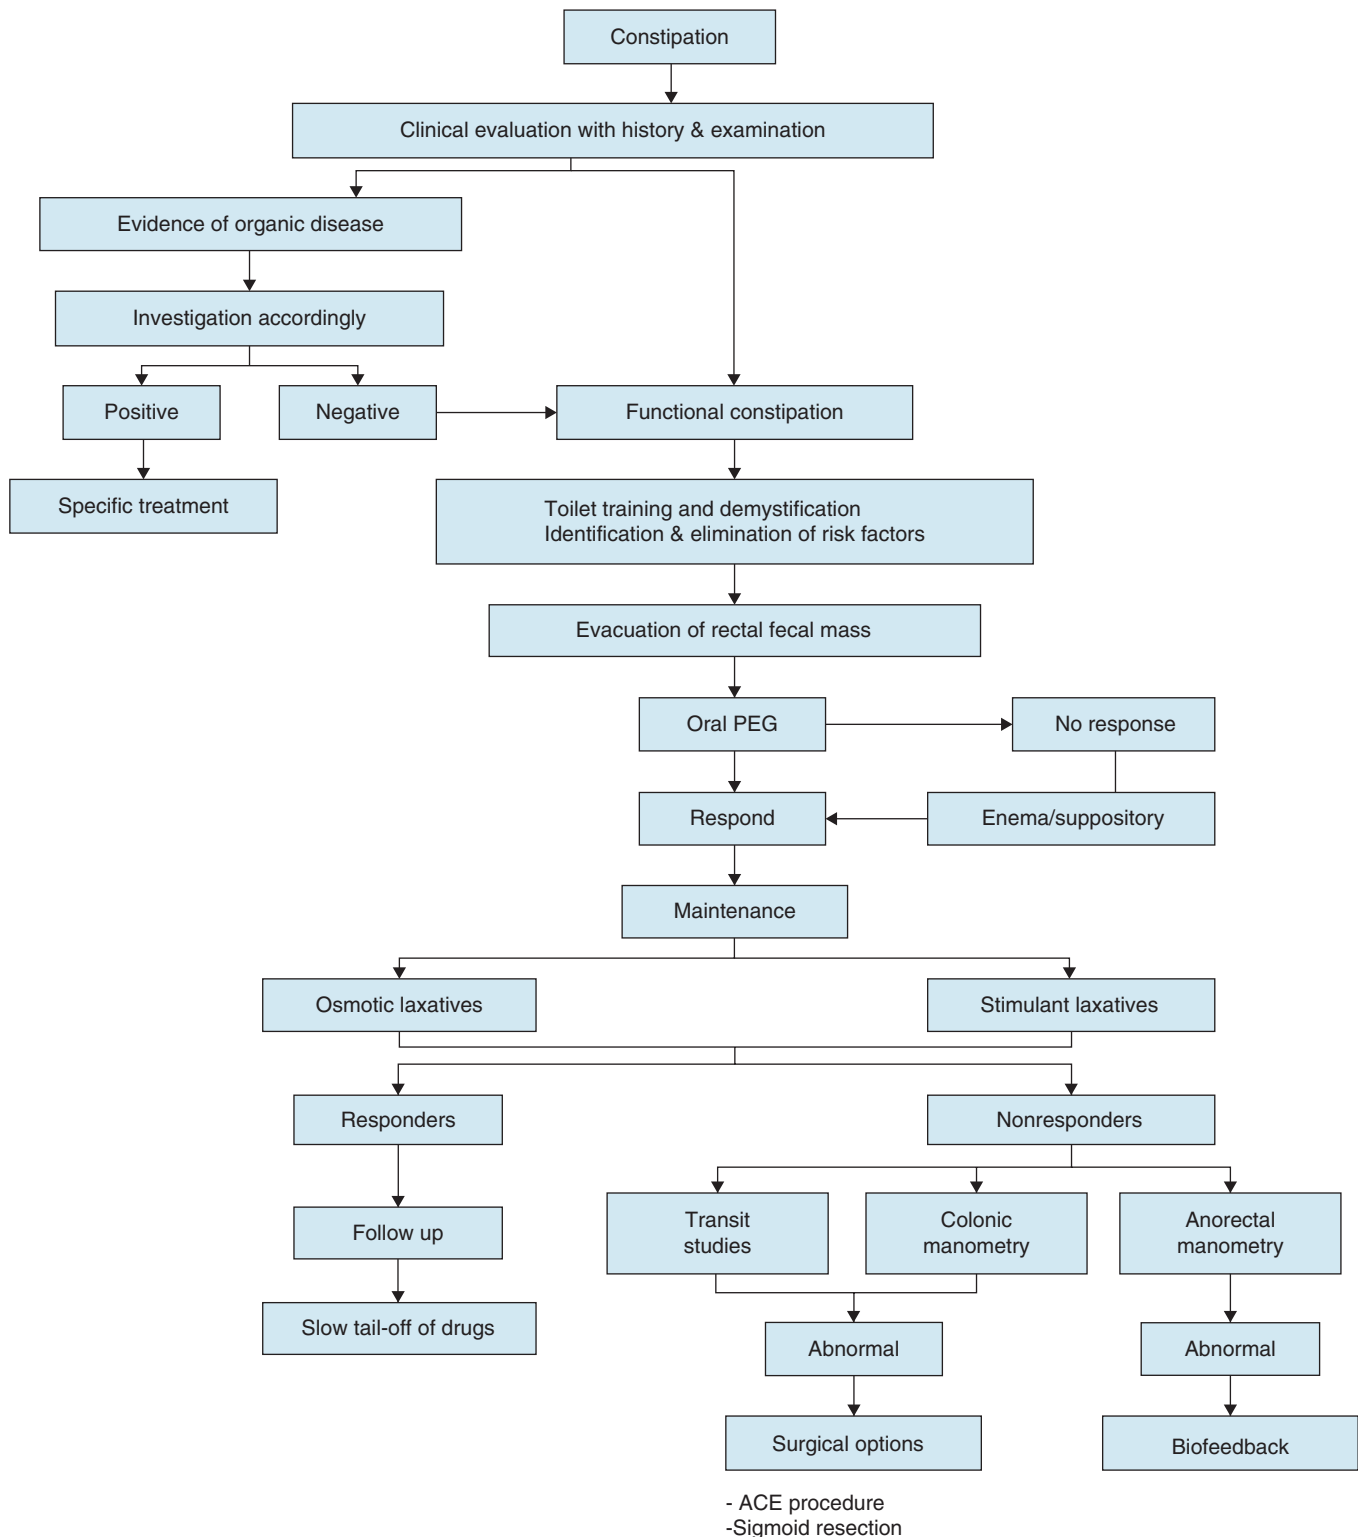 Constipation
Clinical evaluation with history & examination
Evidence of organic disease
Investigation accordingly
Positive
Negative
Functional constipation
Specific treatment
Toilet training and demystification
Identification & elimination of risk factors
Evacuation of rectal fecal mass
Oral PEG
No response
Respond
Enema/suppository
Maintenance
Osmotic laxatives
Stimulant laxatives
Responders
Nonresponders
Follow up
Transit
studies
Colonic
manometry
Anorectal
manometry
Slow tail-off of drugs
Abnormal
Abnormal
Surgical options
Biofeedback
- ACE procedure
-Sigmoid resection